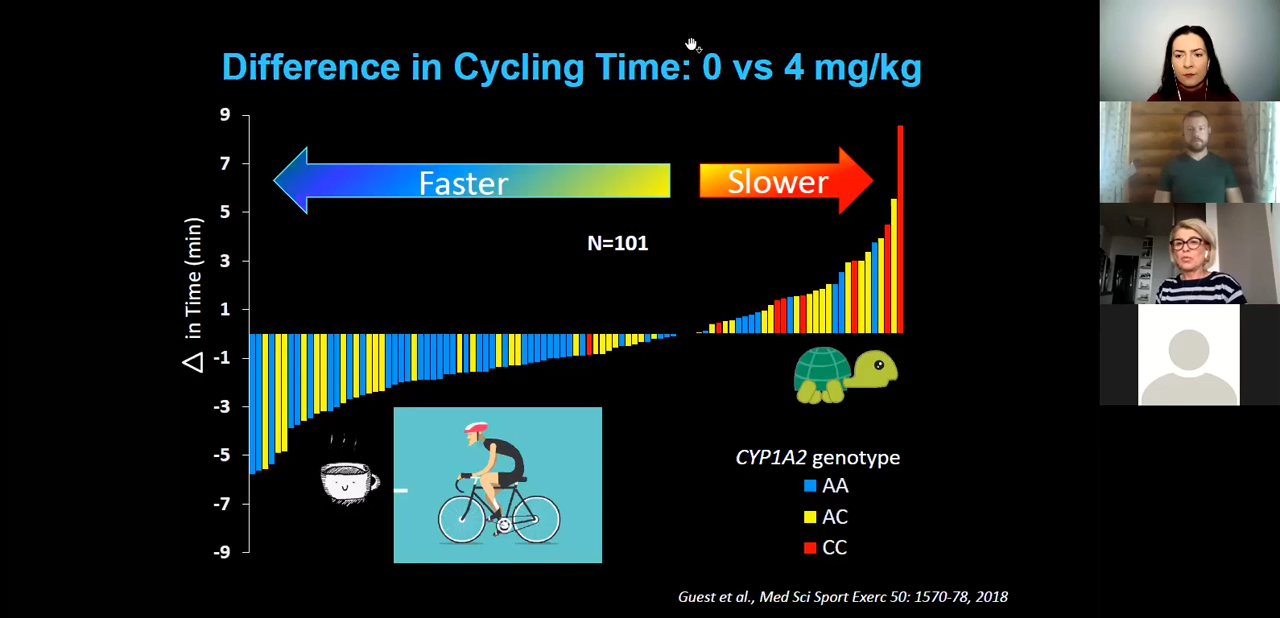 Difference in Cycling Time: 0 vs 4 mg/kg
9
7
5
3
1
-1
-3
-5
-7
-9
Δ in Time (min)
Faster
Slower
N=101
CYP1A2 genotype
AA
AC
CC
Guest et al., Med Sci Sport Exerc 50: 1570-78, 2018